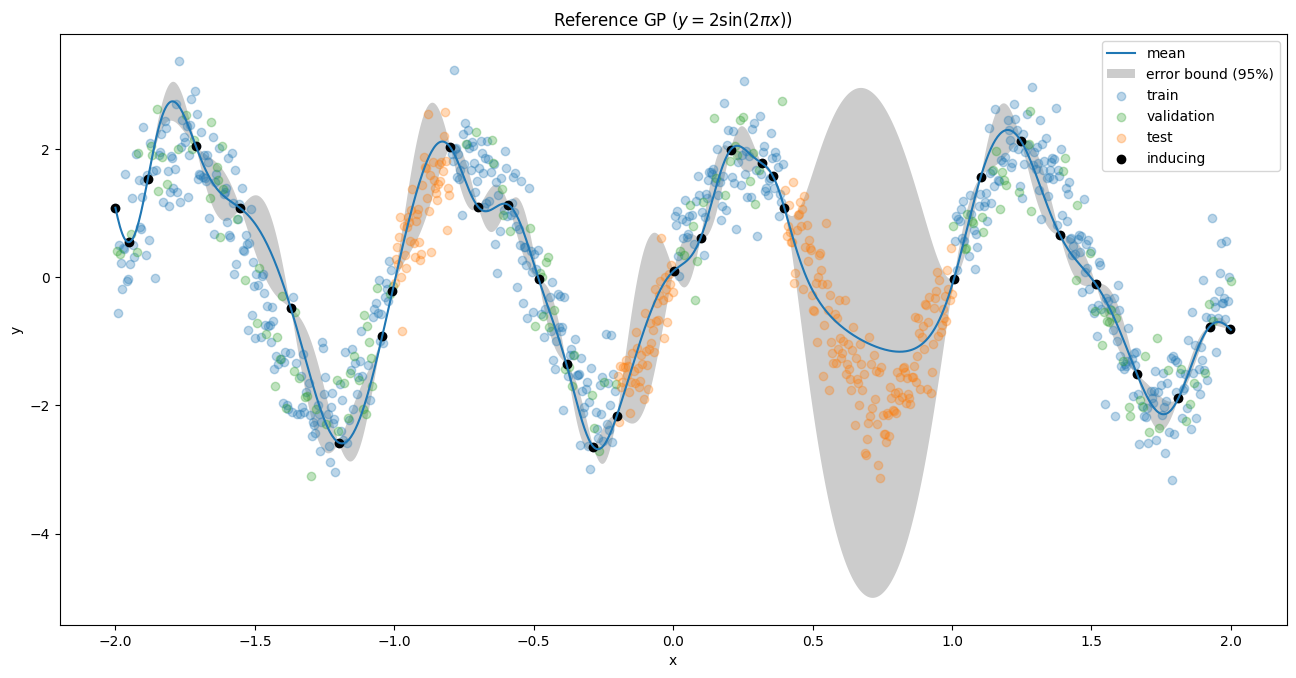 Reference GP (y = 2sin(2πx))
mean
error bound (95%)
train
validation
test
inducing
y
2
0
−2
−4
−2.0 −1.5 −1.0 −0.5 0.0 0.5 1.0 1.5 2.0
x